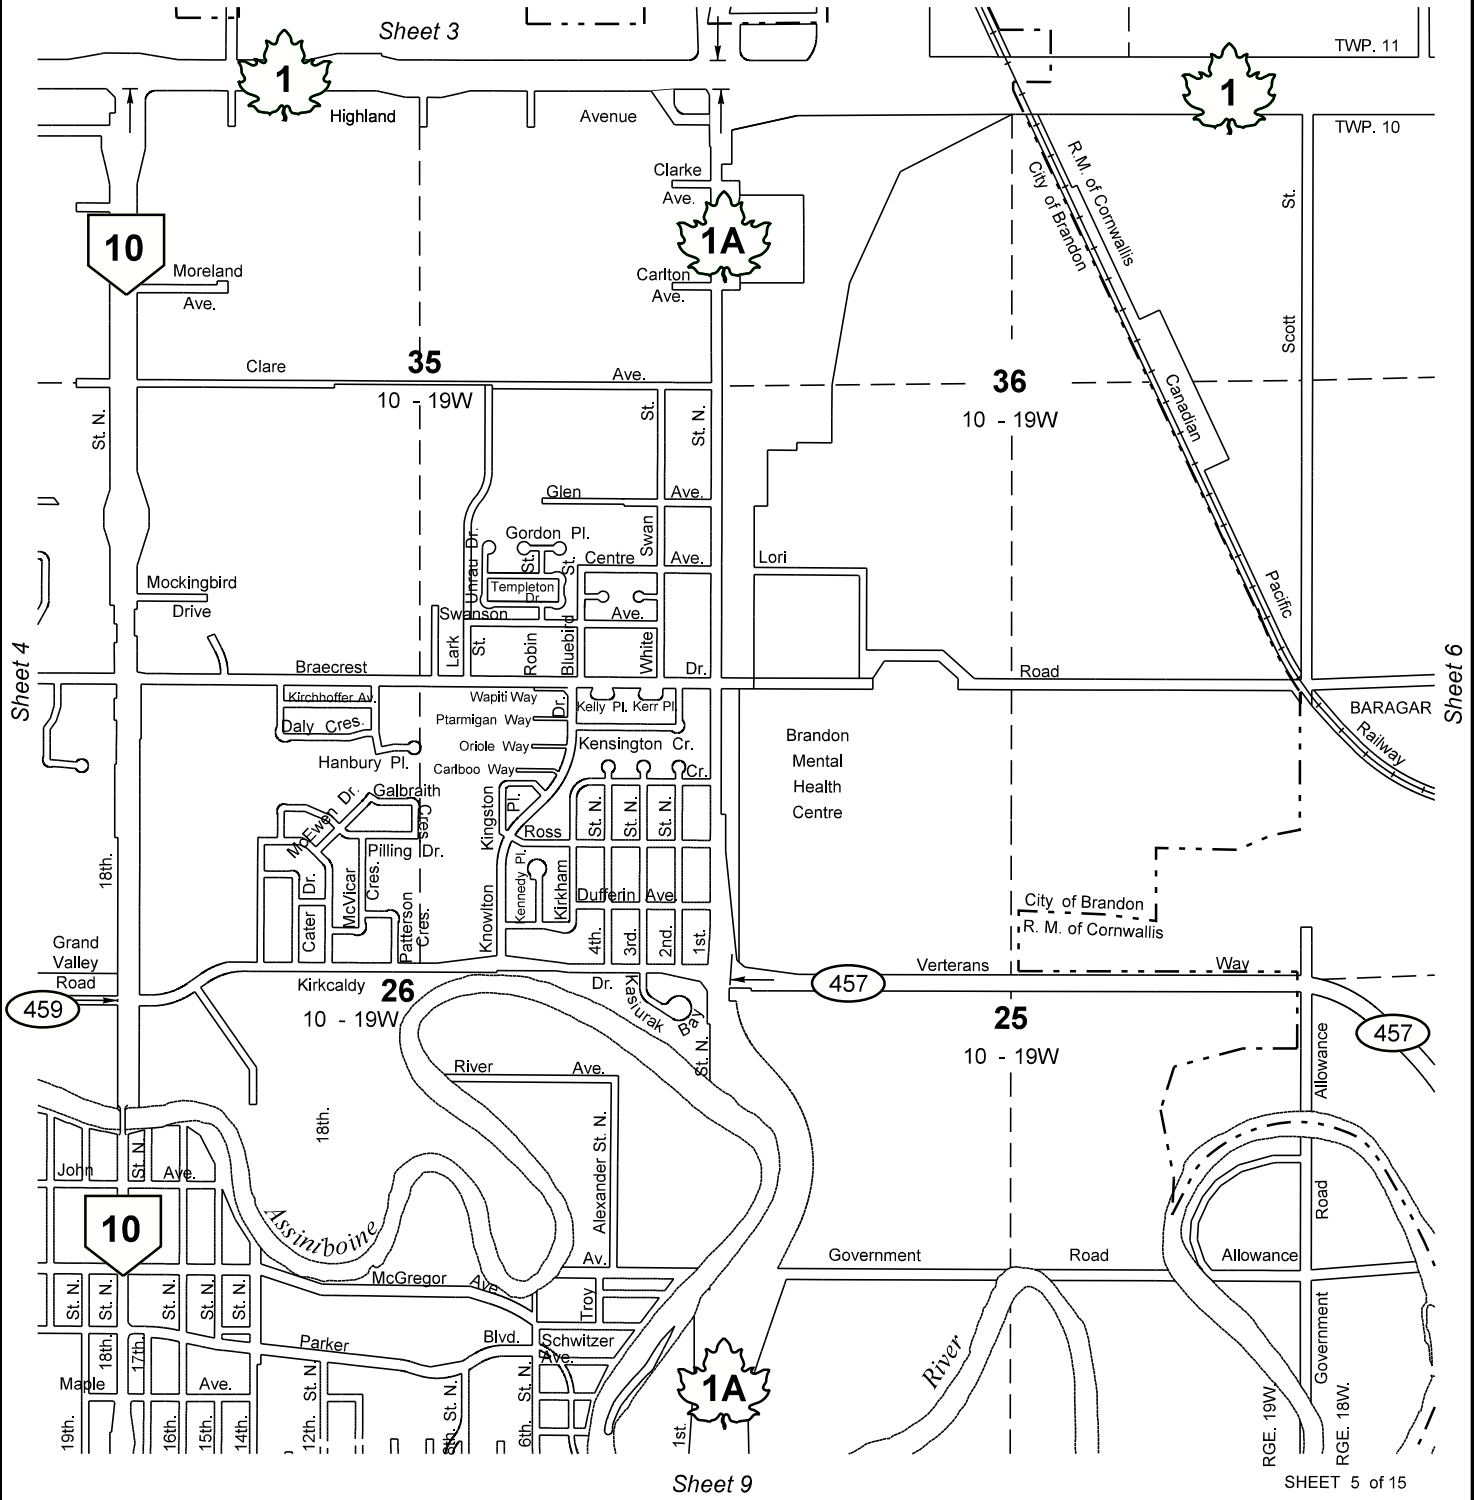 Sheet 3
TWP. 11
1
1
Highland
Avenue
TWP. 10
Clarke
Ave.
R.M. of Cornwallis
City of Brandon
St.
10
1A
Moreland
Ave.
Carlton
Ave.
Scott
Clare
35
Ave.
10 - 19W
36
10 - 19W
Canadian
St. N.
St.
St. N.
Glen
Ave.
Unrau Dr.
Gordon Pl.
St.
St.
Swan
Centre
Ave.
Lori
Mockingbird
Drive
Templeton
Dr.
Pacific
Swanson
Ave.
Lark
St.
Robin
Bluebird
White
Sheet 4
Sheet 6
Braecrest
Dr.
Road
Kirchhoffer Av.
Wapiti Way
Dr.
Kelly Pl.
Kerr Pl.
BARAGAR
Railway
Daly Cres.
Ptarmigan Way
Oriole Way
Kensington Cr.
Brandon
Mental
Health
Centre
Hanbury Pl.
Cariboo Way
Cr.
McEwen Dr.
Galbraith
Cres.
Kingston
Pl.
St. N.
St. N.
St. N.
Ross
Pilling Dr.
18th.
Dr.
McVicar
Cres.
Kennedy Pl.
Kirkham
Dufferin Ave.
Cater
Patterson
Cres.
Knowlton
4th.
3rd.
2nd.
1st.
City of Brandon
R. M. of Cornwallis
Grand
Valley
Road
459
Kirkcaldy
26
10 - 19W
Dr.
Kasiurak
Bay
457
Verterans
Way
25
10 - 19W
457
St. N.
Allowance
River
Ave.
18th.
Alexander St. N.
John
St. N.
Ave.
Road
10
Assiniboine
Av.
Government
Road
Allowance
McGregor
Ave
St. N.
St. N.
St. N.
St. N.
St. N.
Troy
Parker
Blvd.
Schwitzer
Ave.
18th.
17th.
Government
River
Maple
Ave.
St. N.
St. N.
St. N.
1A
19th.
16th.
15th.
14th.
12th.
8th.
6th.
1st.
RGE. 19W.
RGE. 18W.
Sheet 9
SHEET 5 of 15